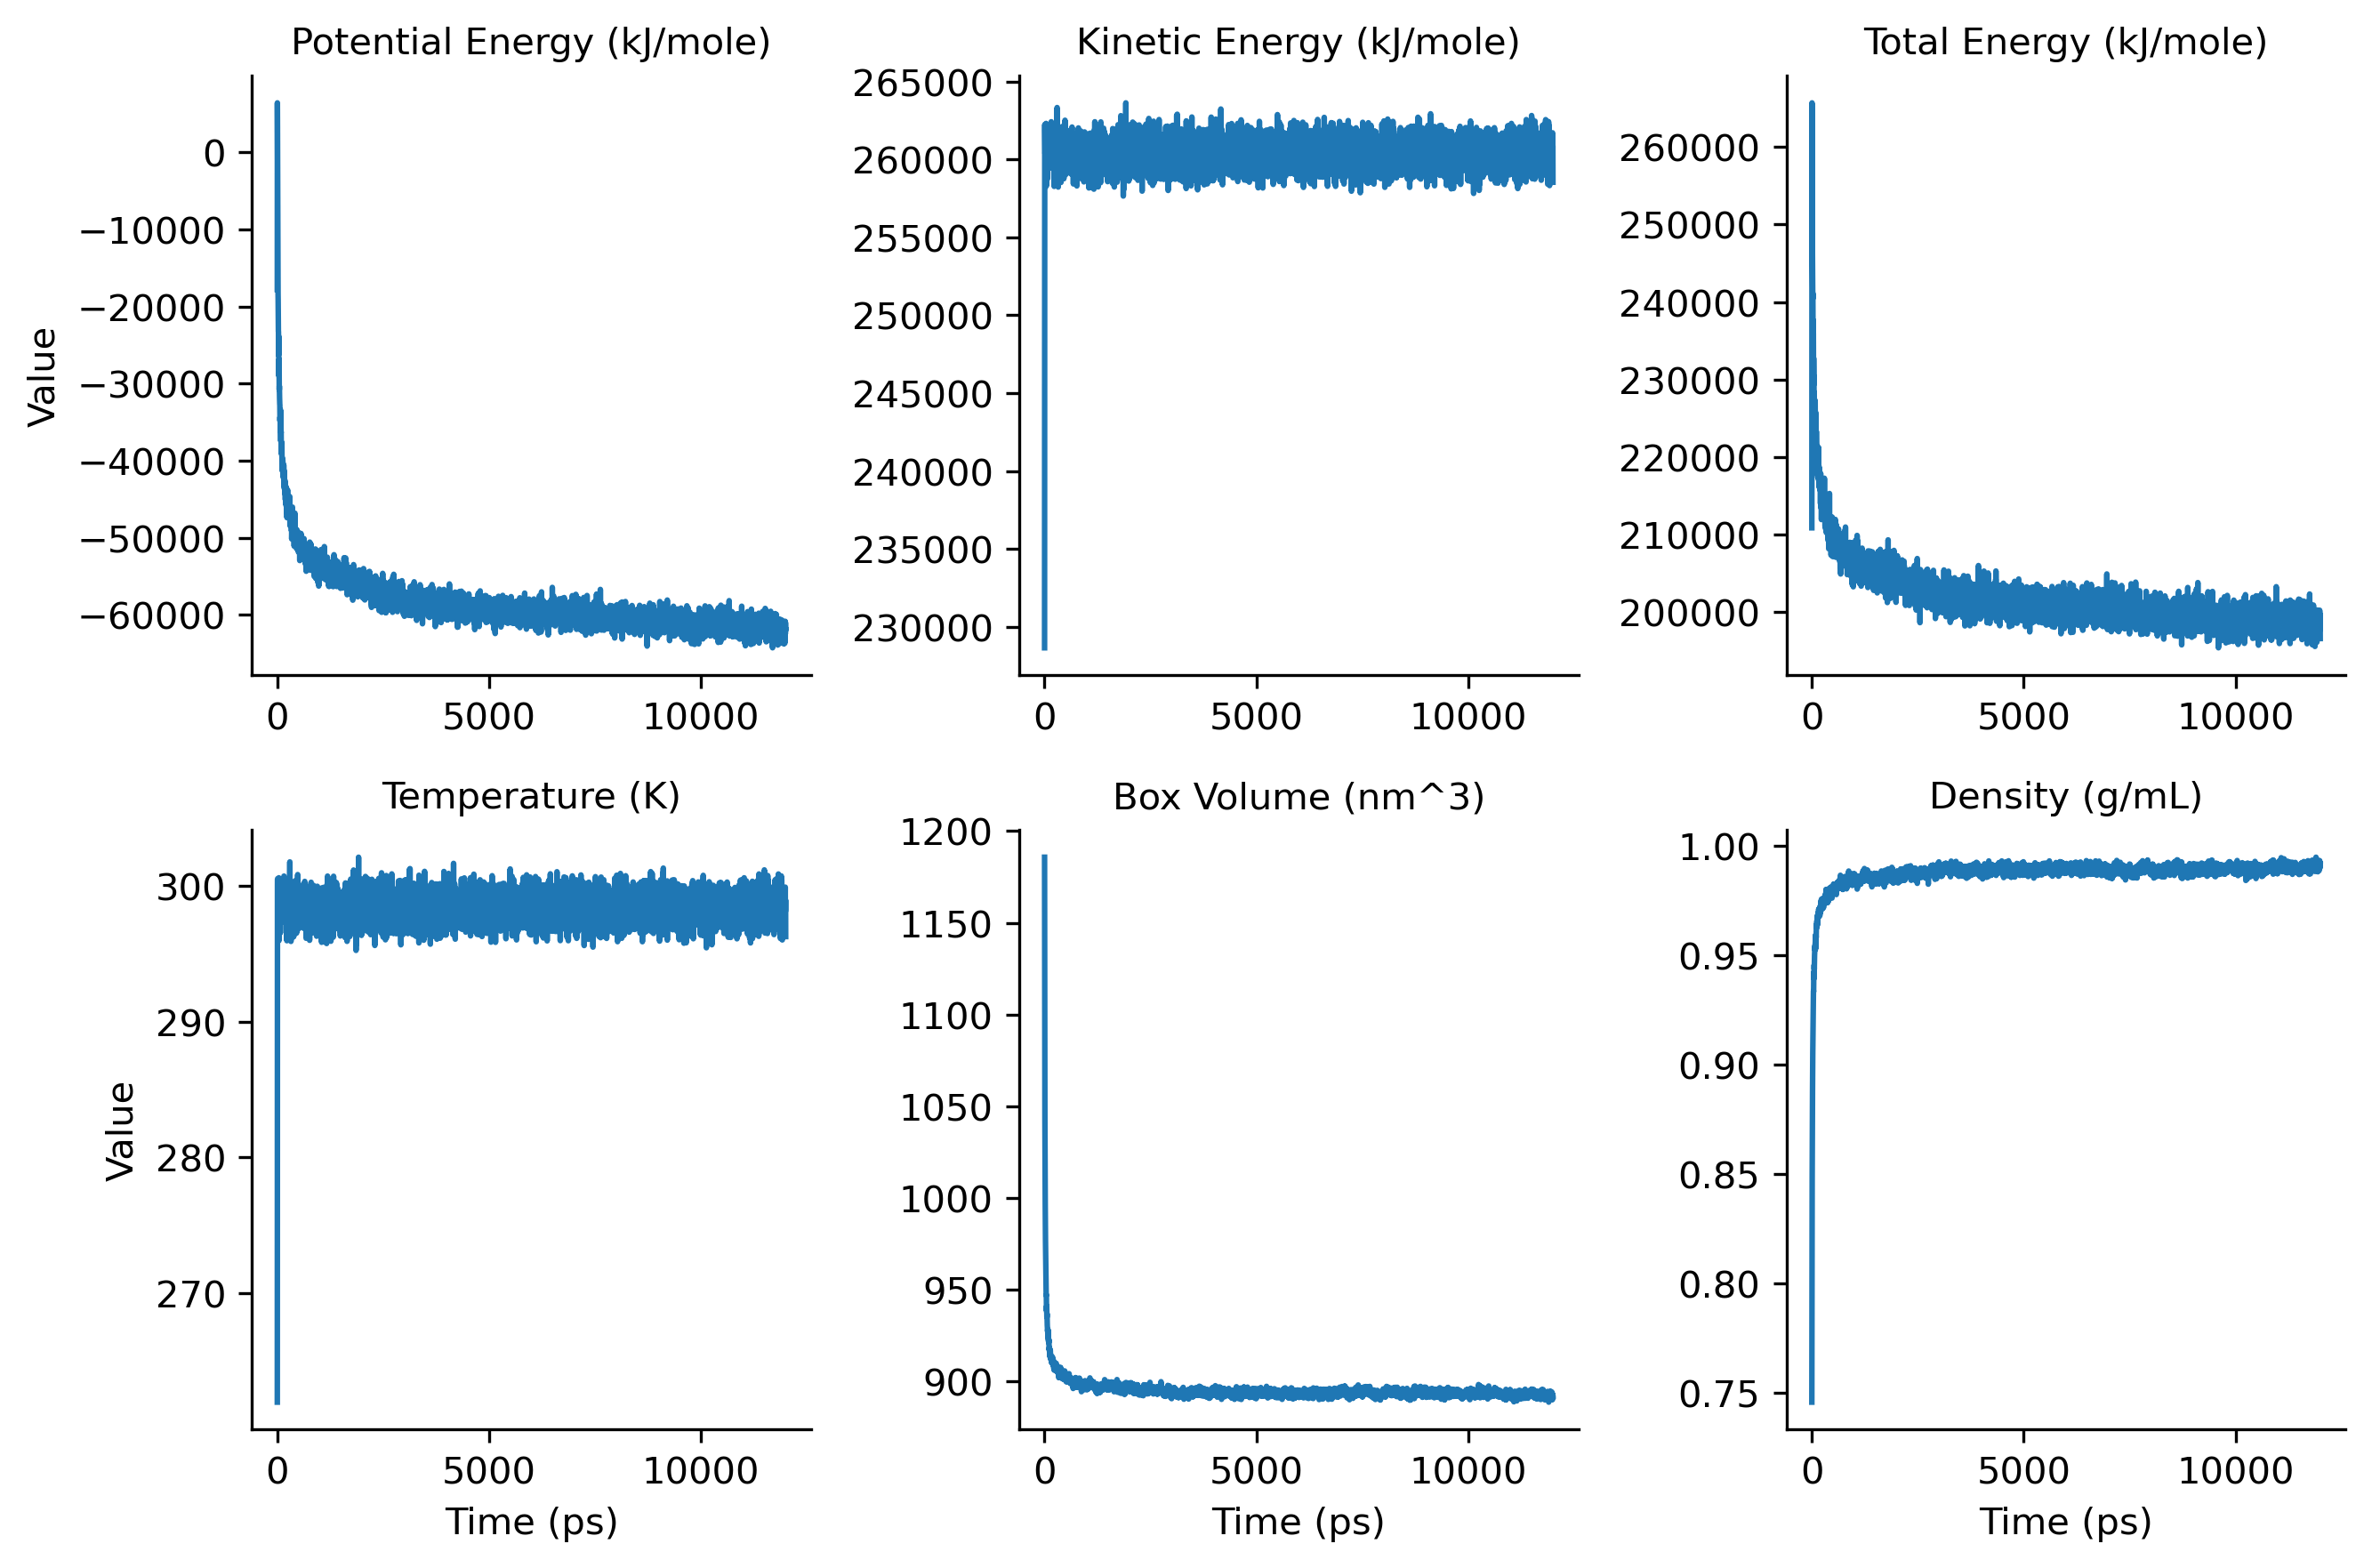 Potential Energy (kJ/mole)
Value
0
−10000
−20000
−30000
−40000
−50000
−60000
0 5000 10000
Kinetic Energy (kJ/mole)
265000
260000
255000
250000
245000
240000
235000
230000
0 5000 10000
Total Energy (kJ/mole)
260000
250000
240000
230000
220000
210000
200000
0 5000 10000
Temperature (K)
Value
300
290
280
270
0 5000 10000
Time (ps)
Box Volume (nm^3)
1200
1150
1100
1050
1000
950
900
0 5000 10000
Time (ps)
Density (g/mL)
1.00
0.95
0.90
0.85
0.80
0.75
0 5000 10000
Time (ps)